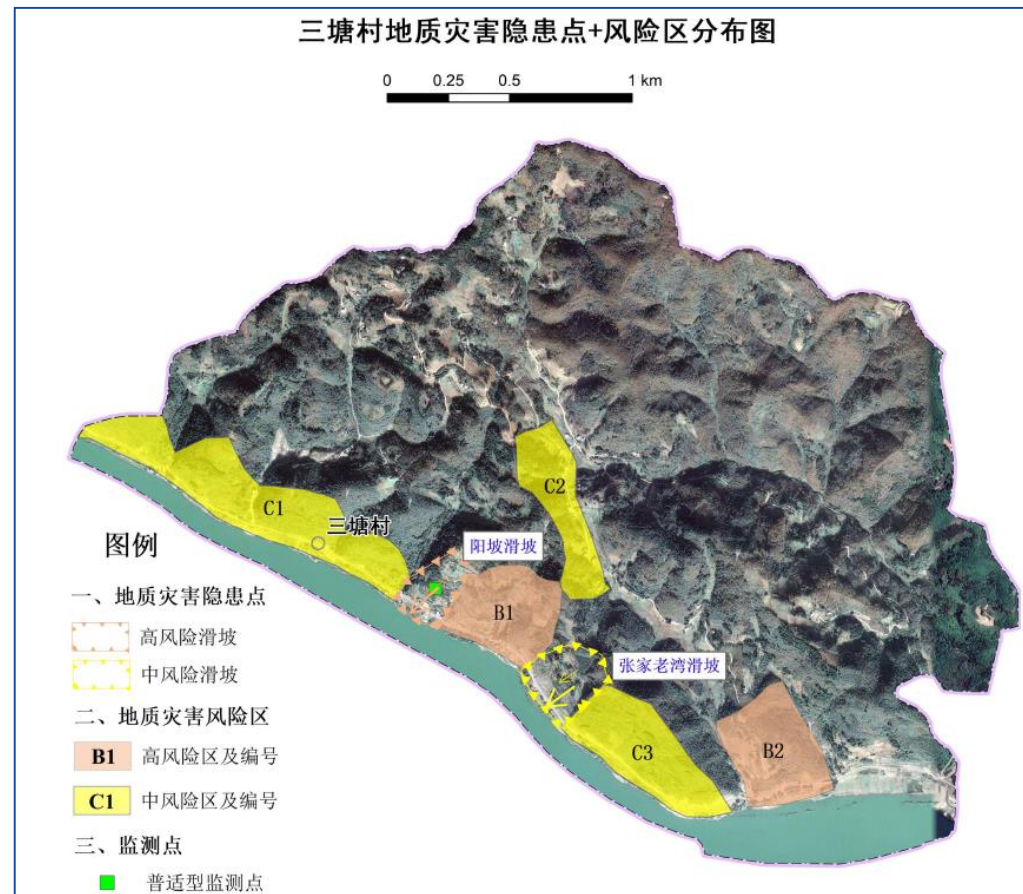 三塘村地质灾害隐患点+风险区分布图
0 0.25 0.5 1 km
C2
C1
三塘村
阳坡滑坡
B1
张家老湾滑坡
C3
B2
图例
一、地质灾害隐患点
高风险滑坡
中风险滑坡
二、地质灾害风险区
B1 高风险区及编号
C1 中风险区及编号
三、监测点
普适型监测点